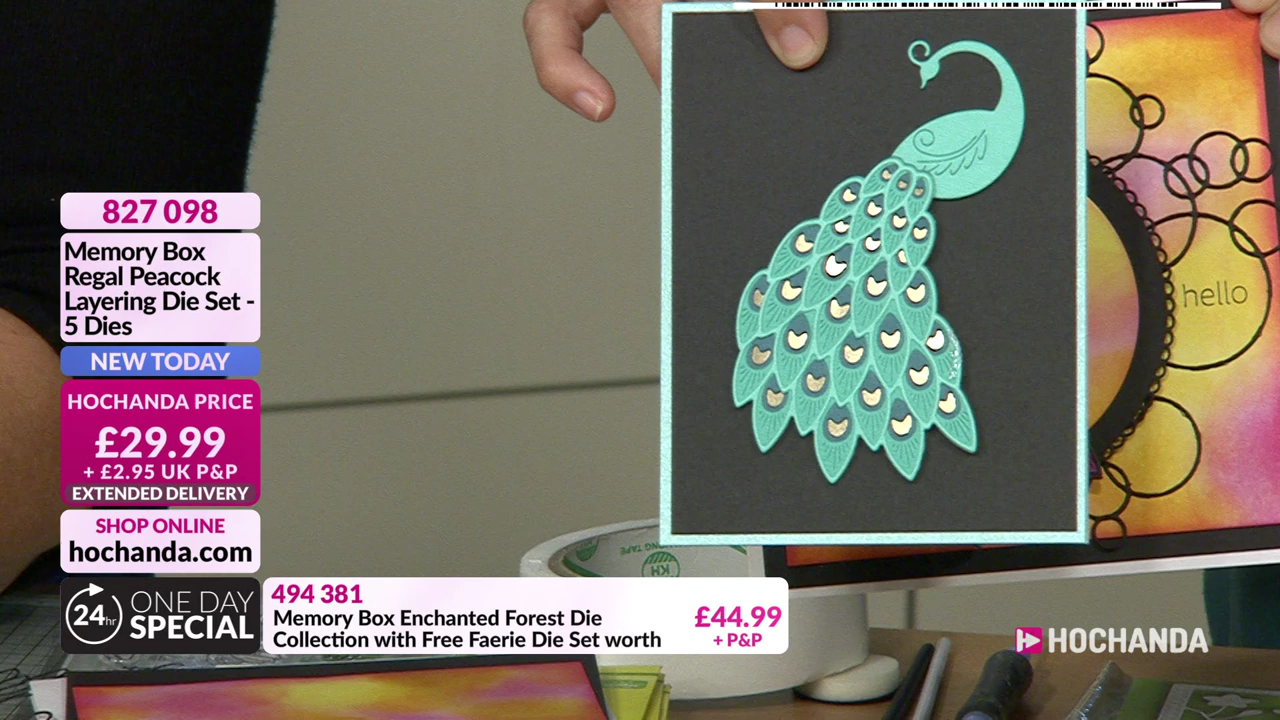 827 098
Memory Box
Regal Peacock
Layering Die Set -
5 Dies
NEW TODAY
HOCHANDA PRICE
£29.99
+ £2.95 UK P&P
EXTENDED DELIVERY
SHOP ONLINE
hochanda.com
24hr
ONE DAY
SPECIAL
494 381
Memory Box Enchanted Forest Die
Collection with Free Faerie Die Set worth
£44.99
+ P&P
HOCHANDA
hello
TAPE
KH